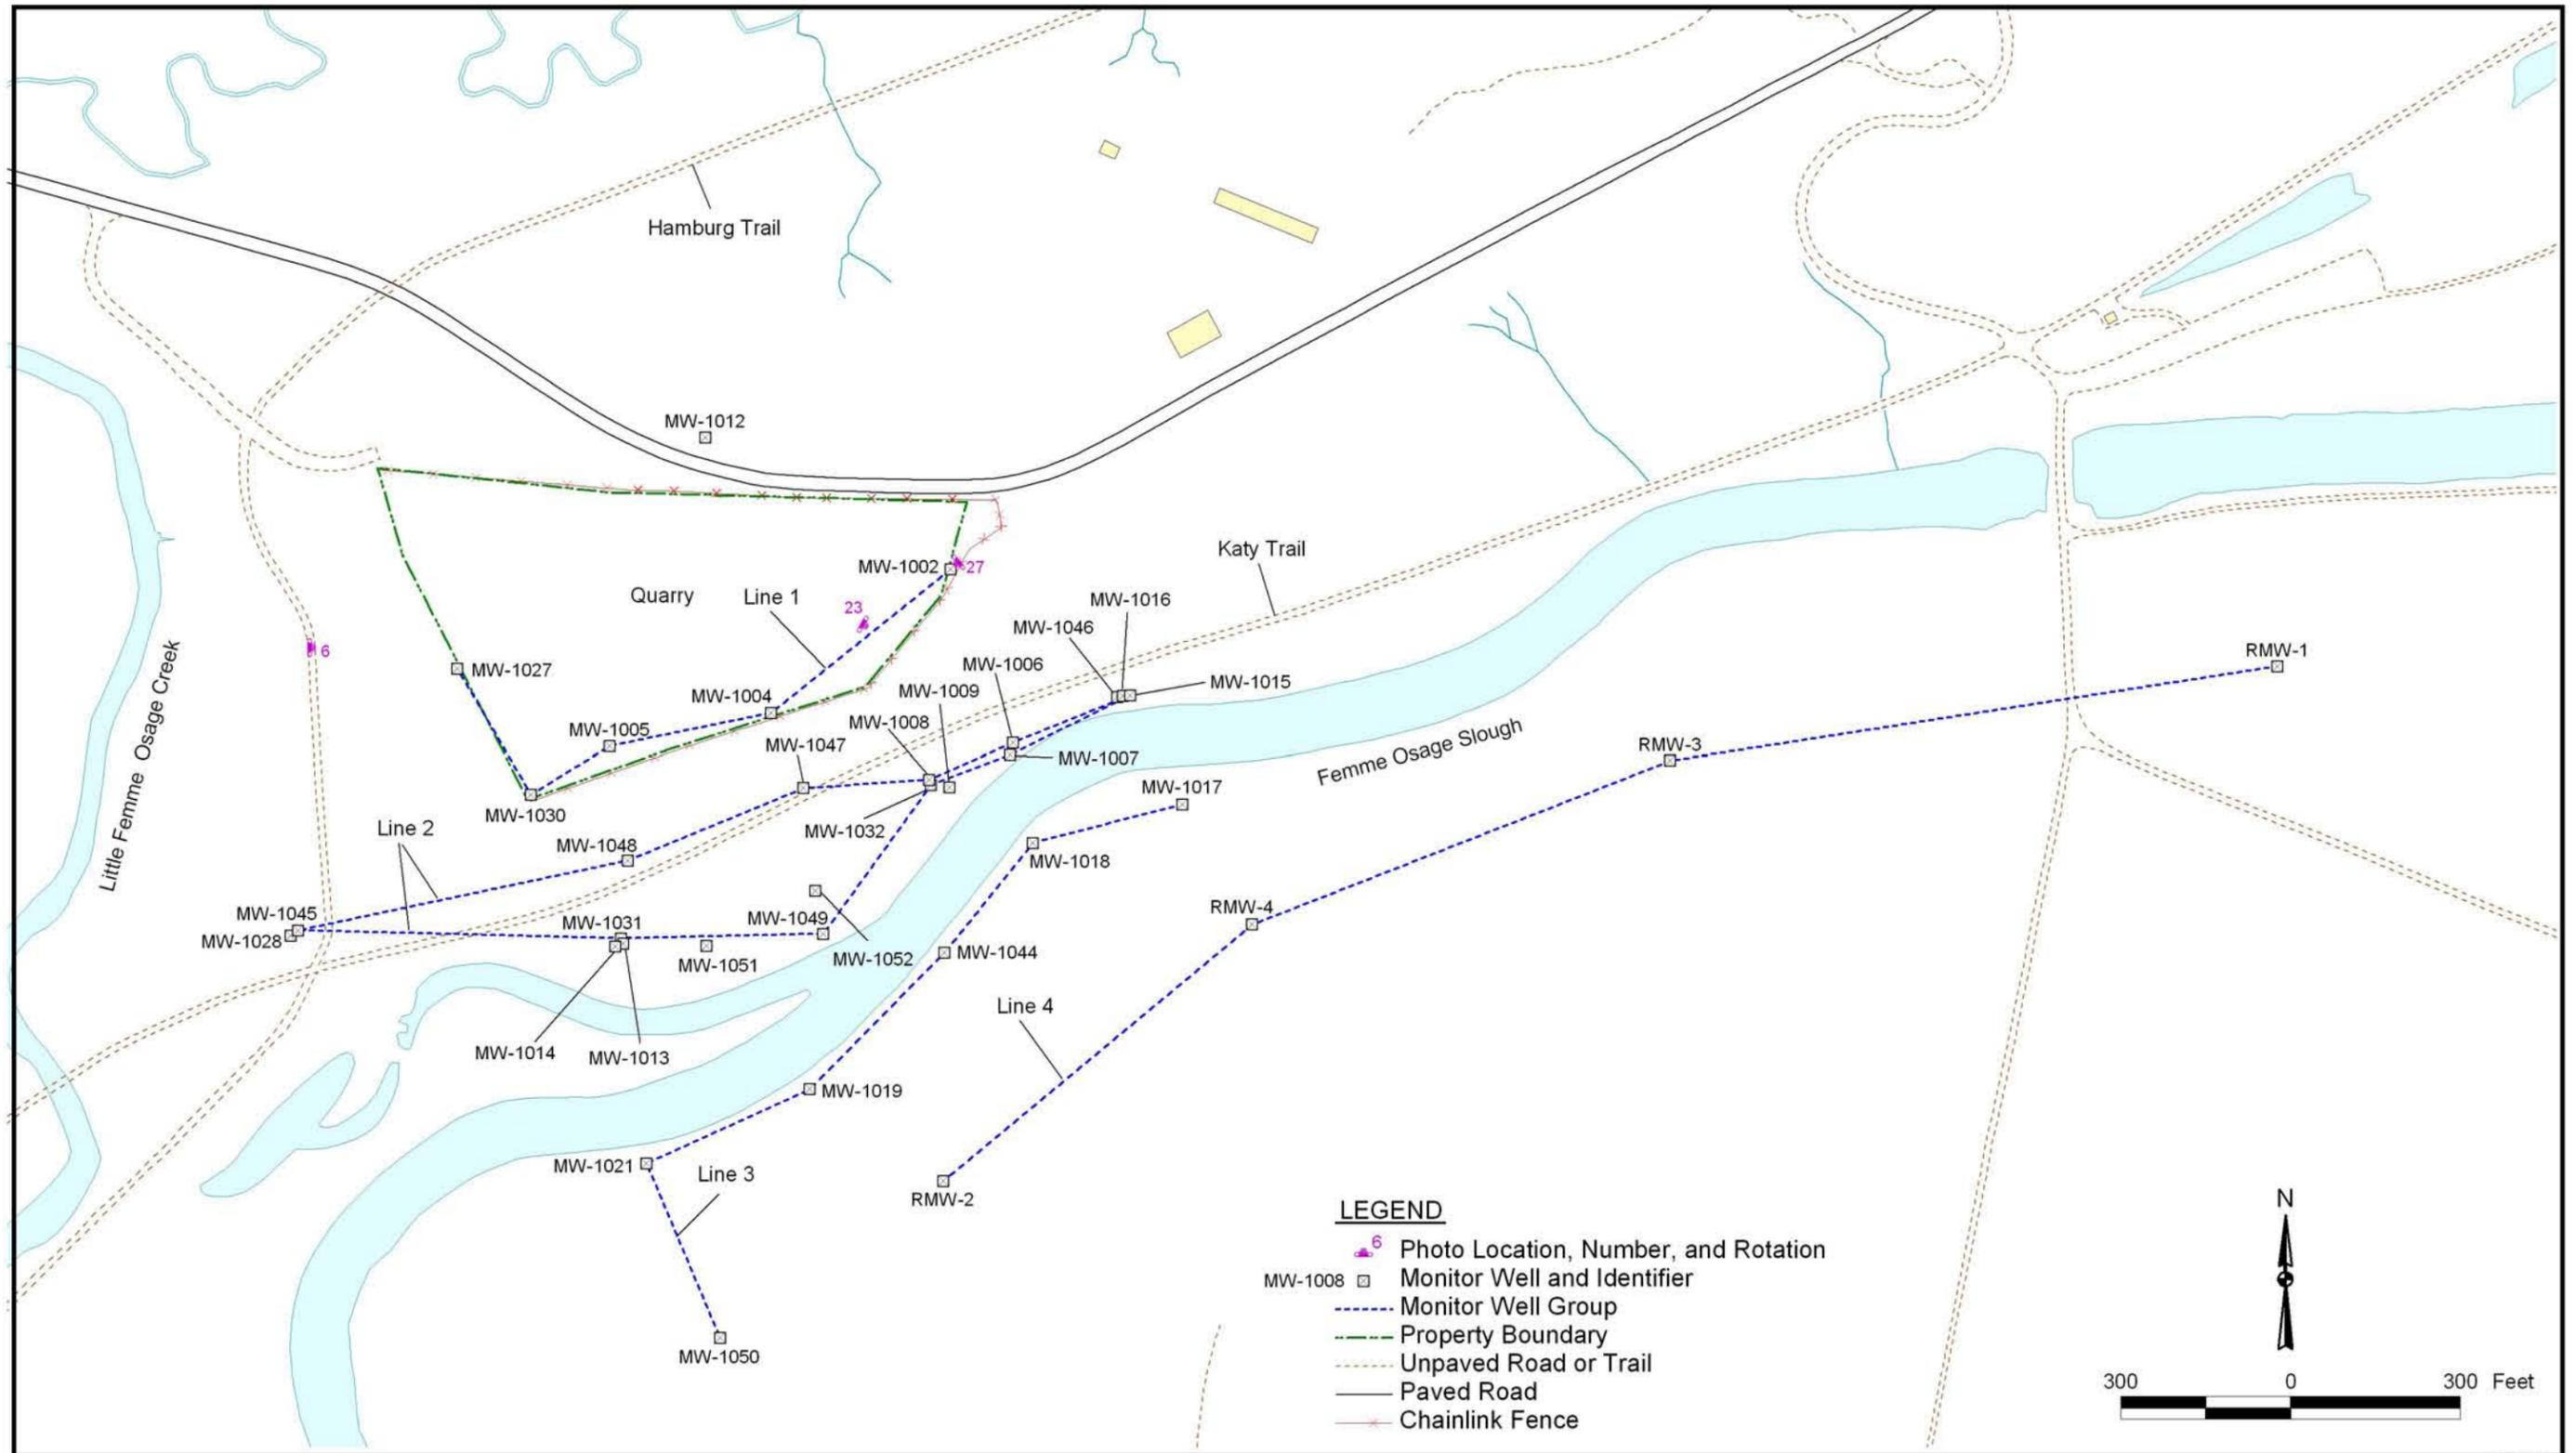 Hamburg Trail
MW-1012
Katy Trail
MW-1002
27
Quarry
Line 1
23
MW-1016
MW-1046
6
MW-1006
RMW-1
MW-1027
MW-1004
MW-1009
MW-1015
MW-1005
MW-1008
MW-1047
MW-1007
Femme Osage Slough
RMW-3
Little Femme Osage Creek
MW-1017
MW-1030
Line 2
MW-1032
MW-1048
MW-1018
MW-1045
MW-1031
MW-1049
RMW-4
MW-1028
MW-1051
MW-1052
MW-1044
Line 4
MW-1014
MW-1013
MW-1019
MW-1021
Line 3
RMW-2
MW-1050
LEGEND
6 Photo Location, Number, and Rotation
MW-1008 Monitor Well and Identifier
Monitor Well Group
Property Boundary
Unpaved Road or Trail
Paved Road
Chainlink Fence
N
300 0 300 Feet